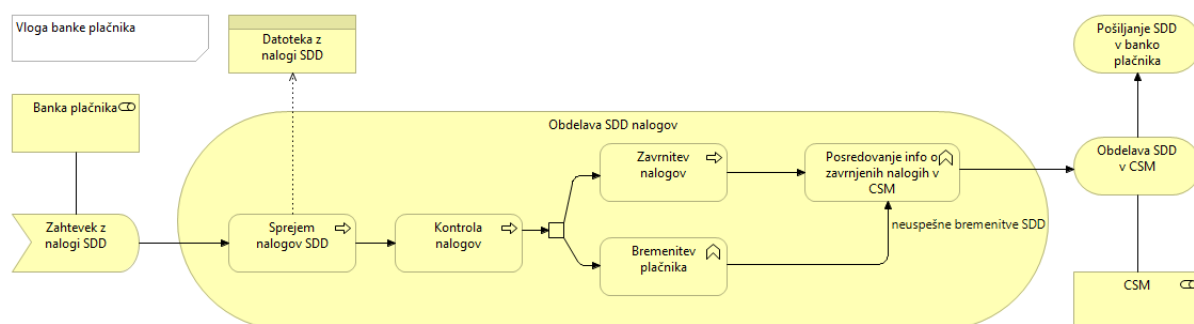 Vloga banke plačnika
Datoteka z
nalogi SDD
Pošiljanje SDD
v banko
plačnika
Banka plačnika
Obdelava SDD nalogov
Zavrnitev
nalogov
Posredovanje info o
zavrnjenih nalogih v
CSM
Obdelava SDD
v CSM
Zahtevek z
nalogi SDD
Sprejem
nalogov SDD
Kontrola
nalogov
neuspešne bremenitve SDD
Bremenitev
plačnika
CSM